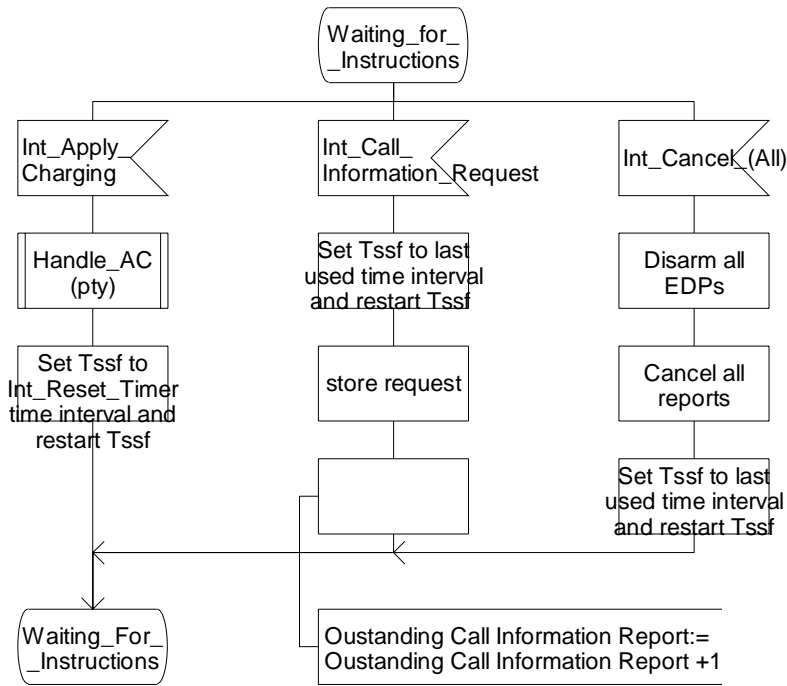 Waiting_for_
_Instructions
Int_Apply_
Charging
Int_Call_
Information_Request
Int_Cancel_(All)
Handle_AC
(pty)
Set Tssf to last
used time interval
and restart Tssf
Disarm all
EDPs
Set Tssf to
Int_Reset_Timer
time interval and
restart Tssf
store request
Cancel all
reports
Set Tssf to last
used time interval
and restart Tssf
Waiting_For_
_Instructions
Oustanding Call Information Report:=
Oustanding Call Information Report +1